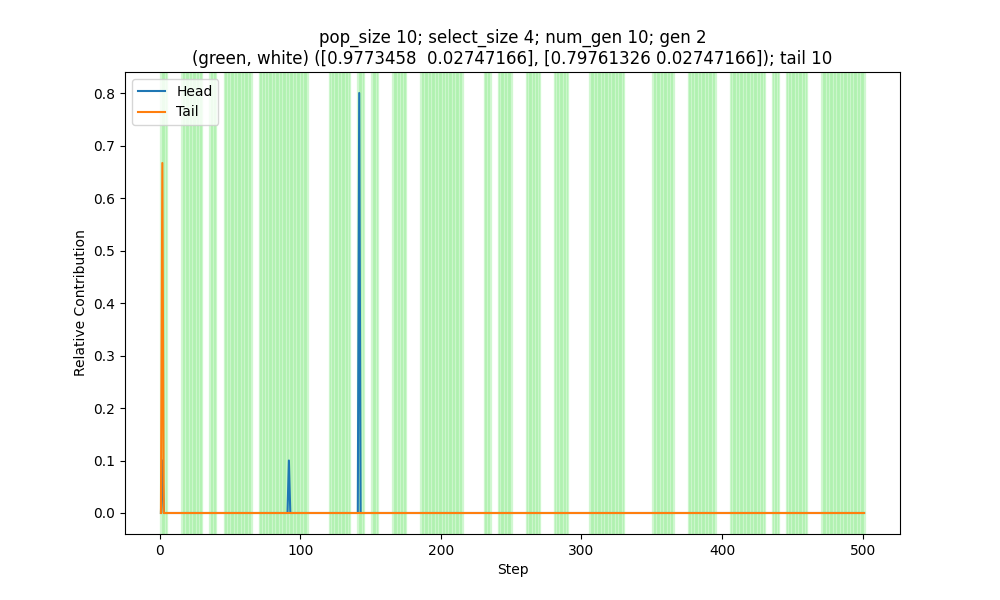 pop_size 10; select_size 4; num_gen 10; gen 2
(green, white) ([0.9773458  0.02747166], [0.79761326 0.02747166]); tail 10
Head
Tail
Relative Contribution
0.8
0.7
0.6
0.5
0.4
0.3
0.2
0.1
0.0
0
100
200
300
400
500
Step